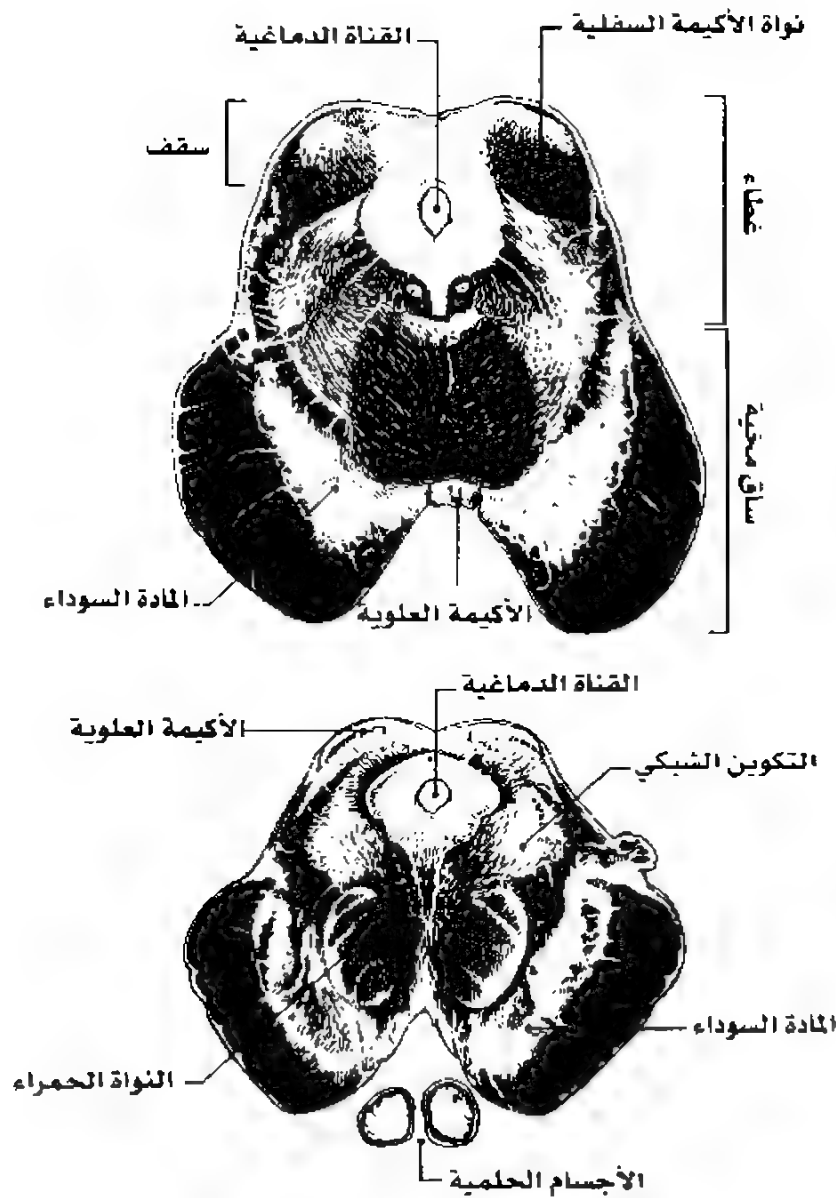 القناة الدماغية
نواة الأكيمة السفلية
سقف
غطاء
ساق مخية
المادة السوداء
الأكيمة العلوية
القناة الدماغية
الأكيمة العلوية
التكوين الشبكي
المادة السوداء
النواة الحمراء
الأجسام الحلمية